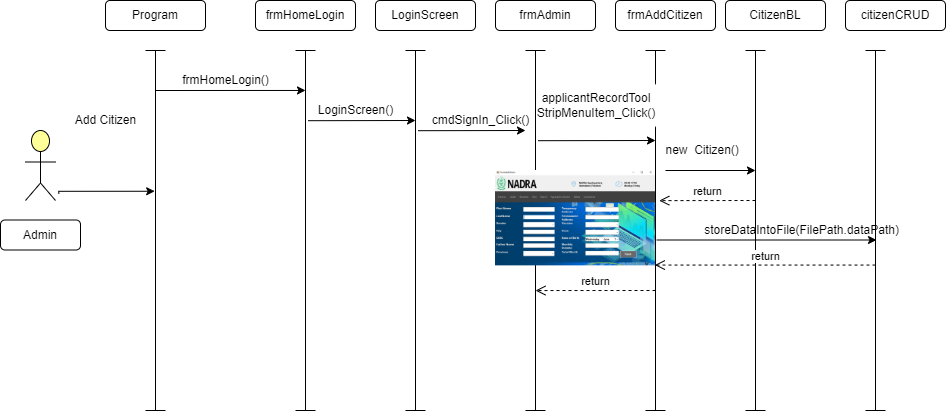 Program
frmHomeLogin
LoginScreen
frmAdmin
frmAddCitizen
CitizenBL
citizenCRUD
frmHomeLogin()
LoginScreen()
Add Citizen
cmdSignIn_Click()
applicantRecordTool
StripMenuItem_Click()
new Citizen()
NADRA
return
Admin
storeDataIntoFile(FilePath.dataPath)
return
return